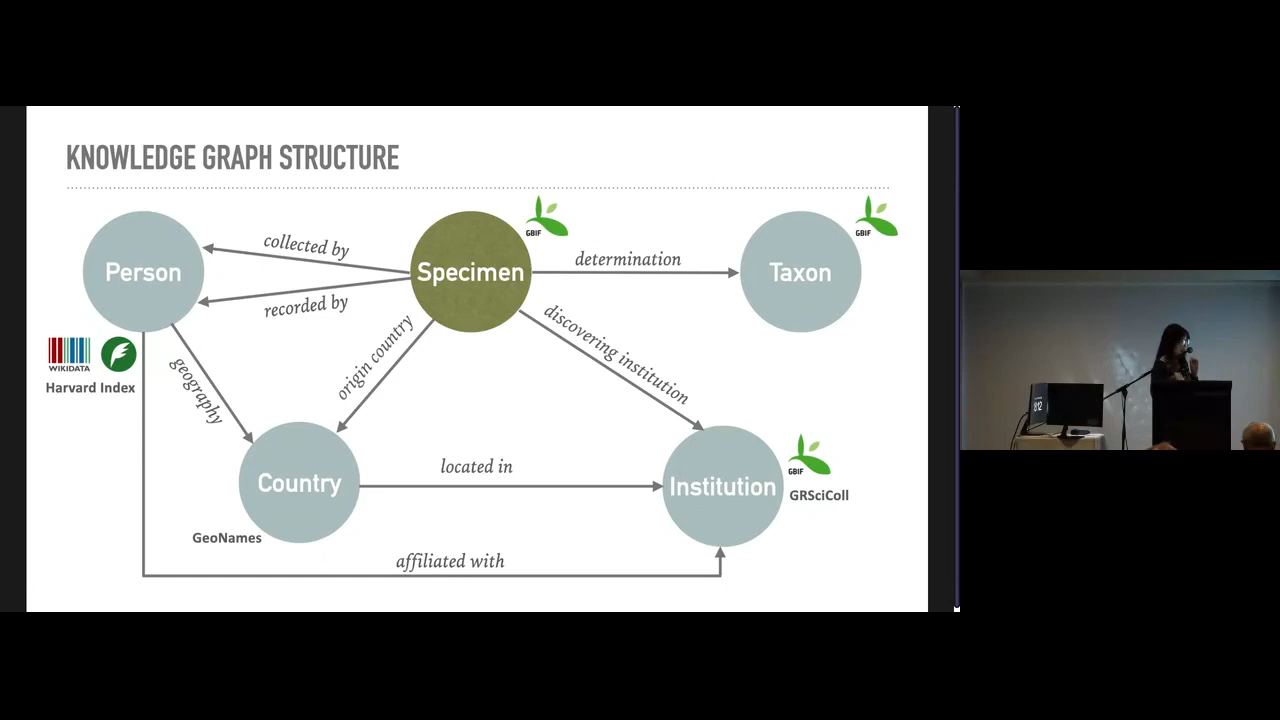 KNOWLEDGE GRAPH STRUCTURE
GBIF
GBIF
collected by
Person
Specimen
determination
Taxon
recorded by
discovering institution
origin country
WIKIDATA
Harvard Index
geography
Country
located in
Institution
GBIF
GRSciColl
GeoNames
affiliated with